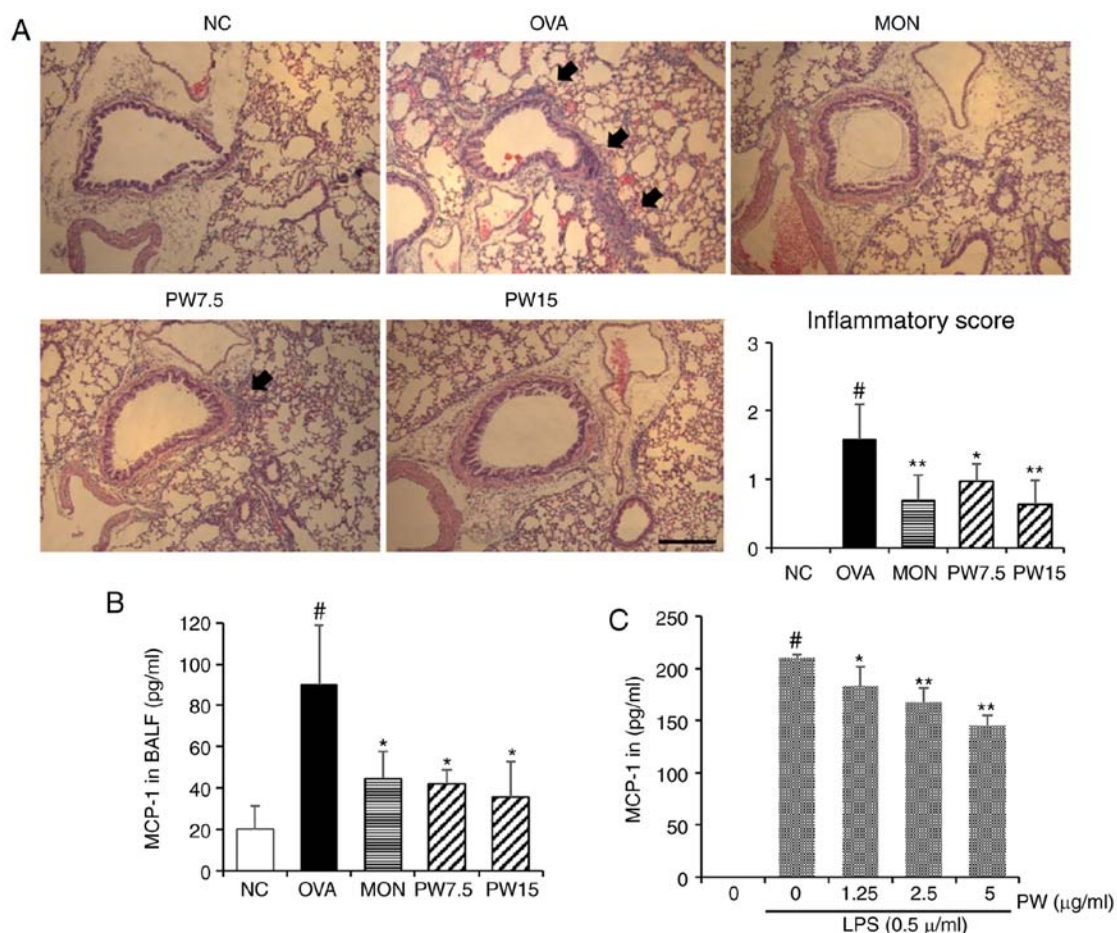 A
NC
OVA
MON
PW7.5
PW15
Inflammatory score
3
2
1
0
#
**
*
**
NC
OVA
MON
PW7.5
PW15
B
MCP-1 in BALF (pg/ml)
120
100
80
60
40
20
0
#
*
*
*
NC
OVA
MON
PW7.5
PW15
C
MCP-1 in (pg/ml)
250
200
150
100
50
0
#
*
**
**
0
0
1.25
2.5
5
PW (μg/ml)
LPS (0.5 μ/ml)